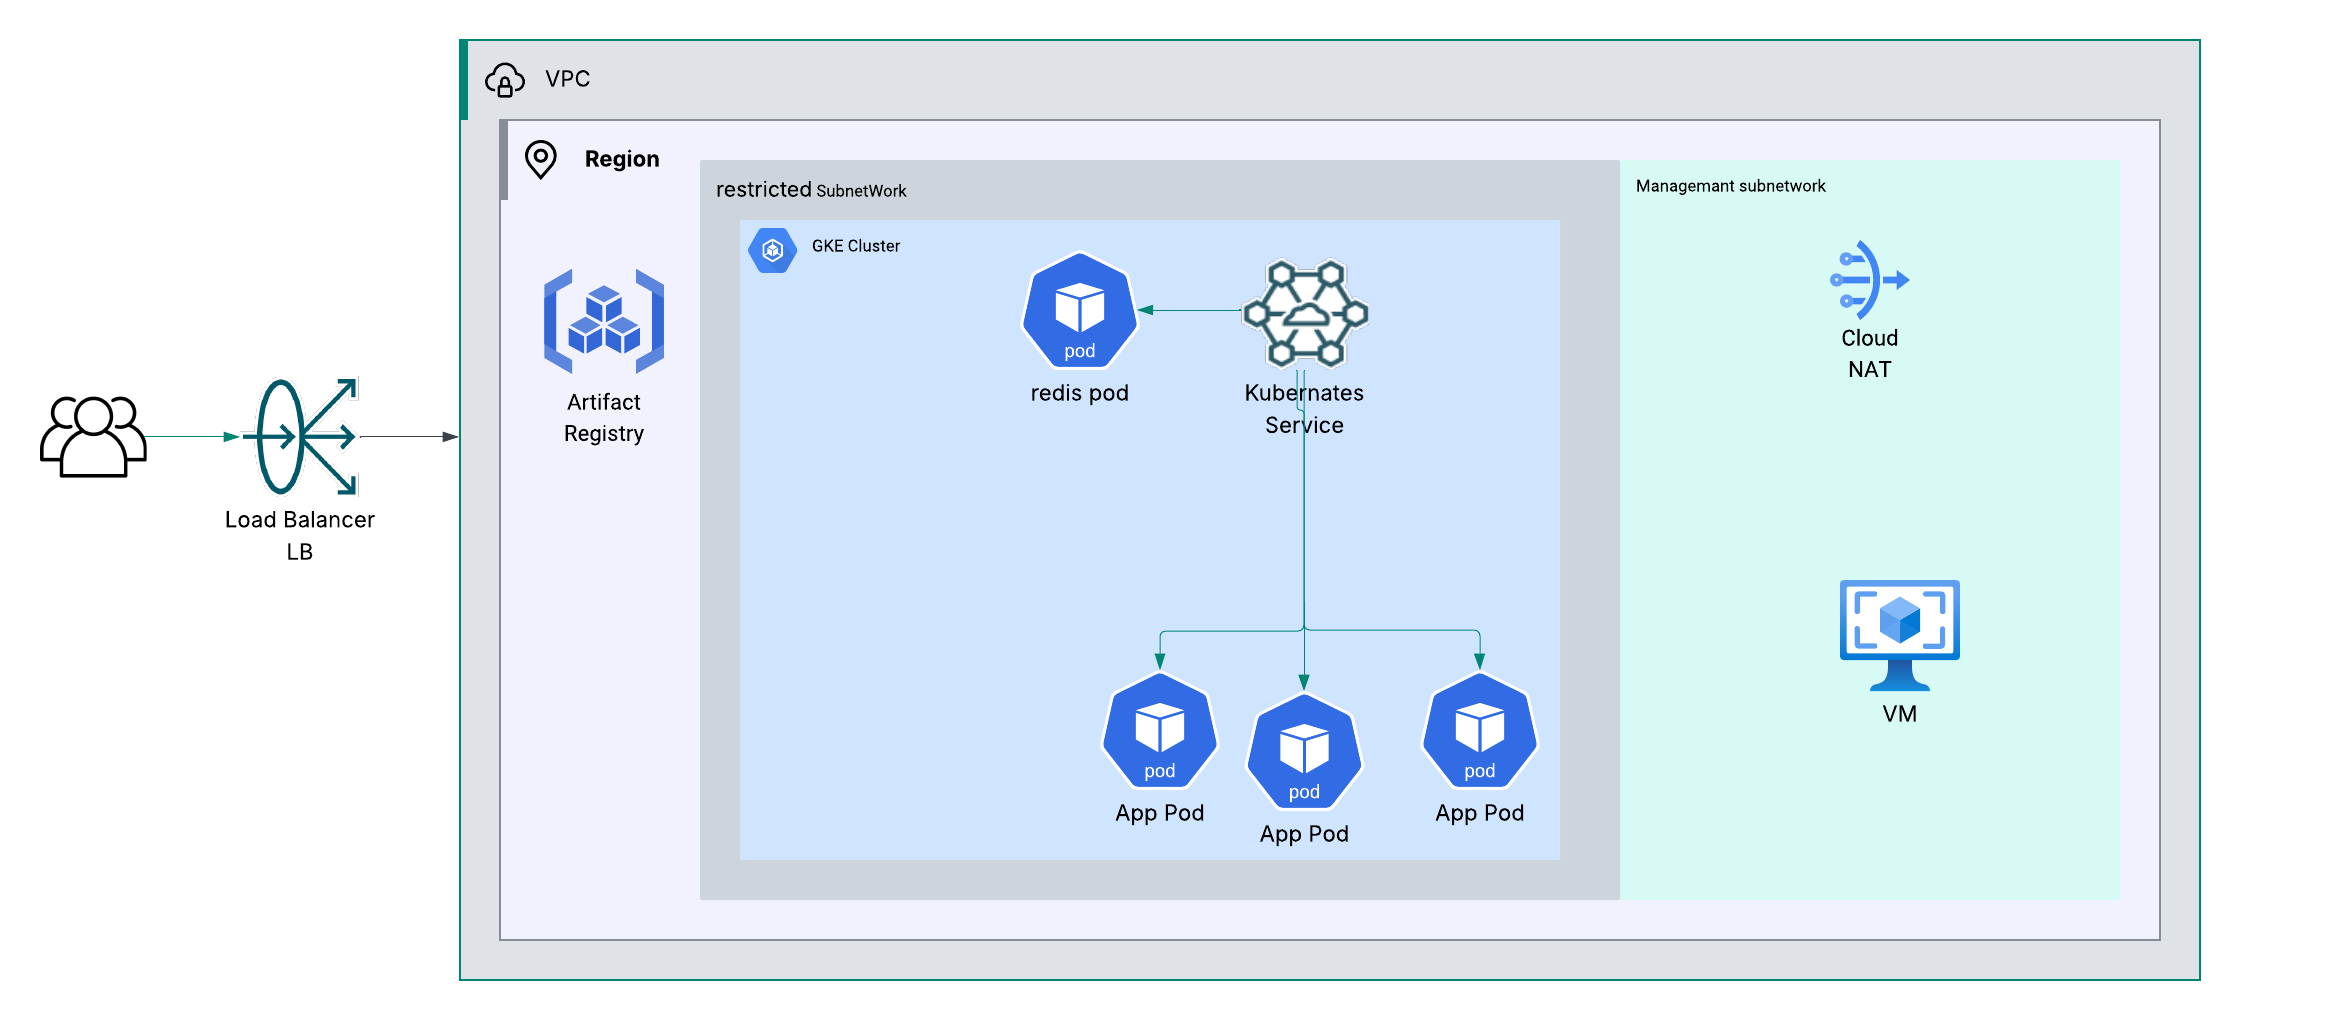 VPC
Region
restricted SubnetWork
Managemant subnetwork
GKE Cluster
pod
redis pod
Kubernates
Service
Cloud
NAT
Artifact
Registry
Load Balancer
LB
pod
App Pod
pod
App Pod
pod
App Pod
VM